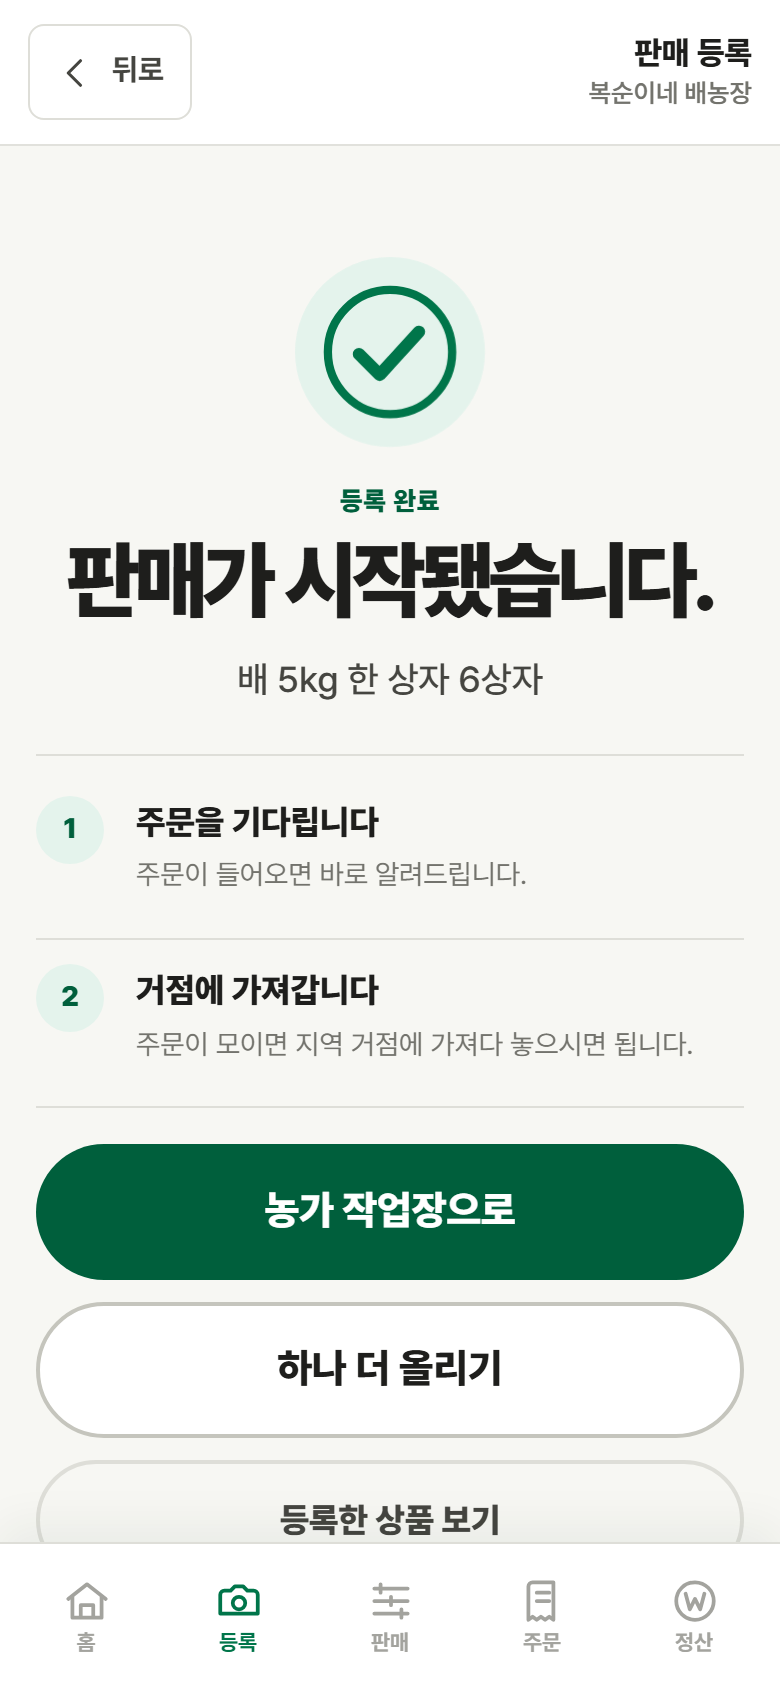 뒤로
판매 등록
복순이네 배농장
등록 완료
판매가 시작됐습니다.
배 5kg 한 상자 6상자
1
주문을 기다립니다
주문이 들어오면 바로 알려드립니다.
2
거점에 가져갑니다
주문이 모이면 지역 거점에 가져다 놓으시면 됩니다.
농가 작업장으로
하나 더 올리기
등록한 상품 보기
홈
등록
판매
주문
정산